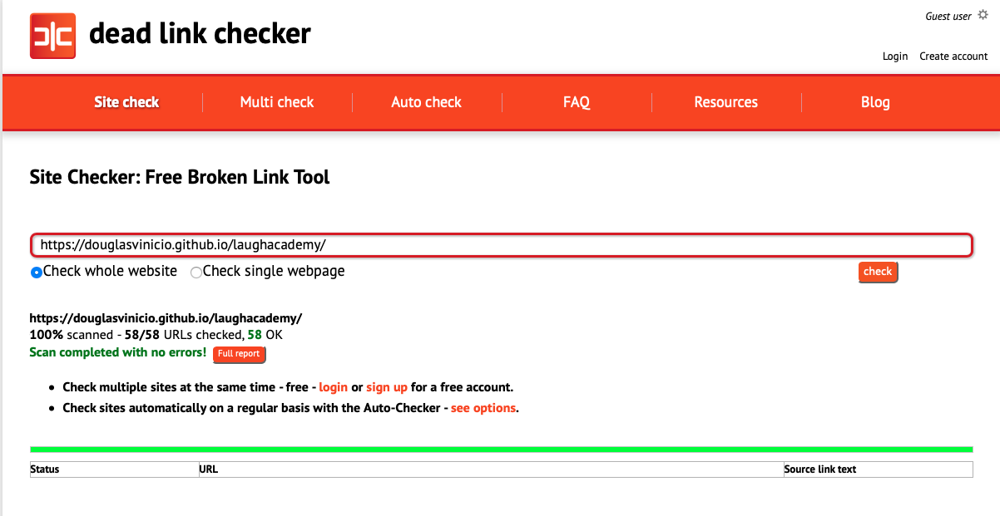 Guest user
dead link checker
Login Create account
Site check Multi check Auto check FAQ Resources Blog
Site Checker: Free Broken Link Tool
https://douglasvinicio.github.io/laughacademy/
Check whole website Check single webpage check
https://douglasvinicio.github.io/laughacademy/
100% scanned - 58/58 URLs checked, 58 OK
Scan completed with no errors! Full report
Check multiple sites at the same time - free - login or sign up for a free account.
Check sites automatically on a regular basis with the Auto-Checker - see options.
Status URL Source link text